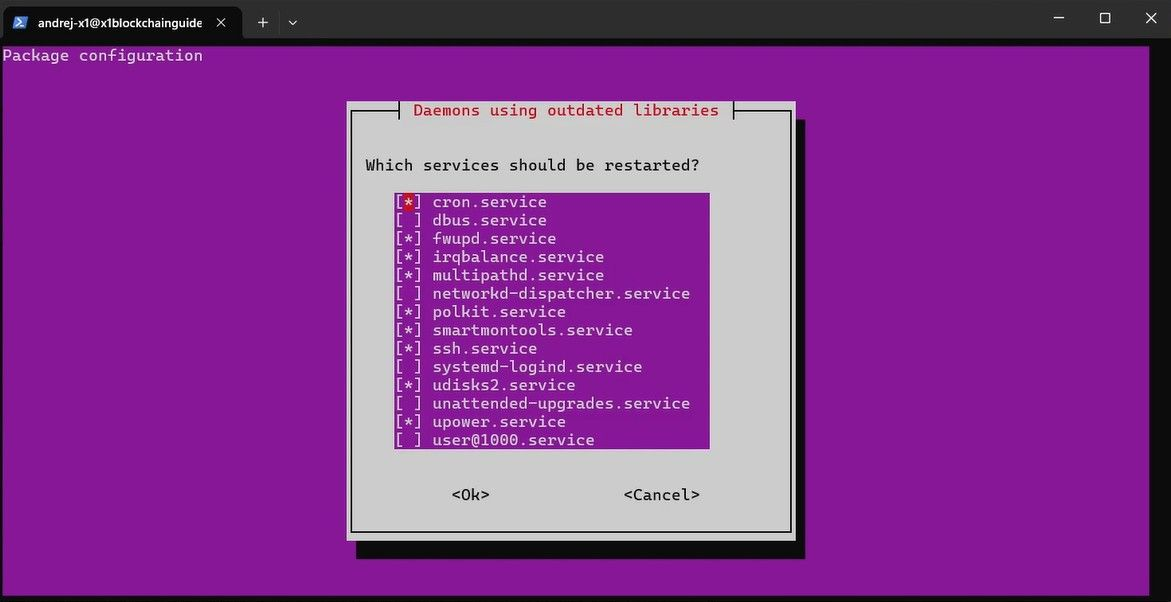 andrej-x1@x1blockchainguide
Package configuration
Daemons using outdated libraries
Which services should be restarted?
[*] cron.service
[ ] dbus.service
[*] fwupd.service
[*] irqbalance.service
[*] multipathd.service
[ ] networkd-dispatcher.service
[*] polkit.service
[*] smartmontools.service
[*] ssh.service
[ ] systemd-logind.service
[*] udisks2.service
[ ] unattended-upgrades.service
[*] upower.service
[ ] user@1000.service
<Ok> <Cancel>